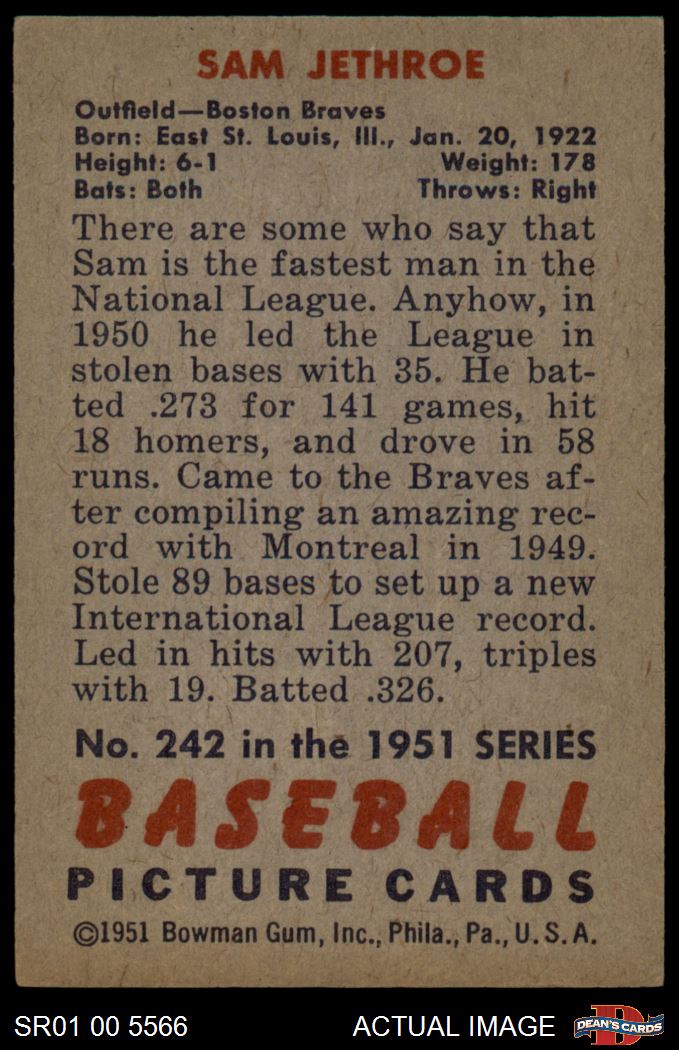 SAM JETHROE
Outfield—Boston Braves
Born: East St. Louis, Ill., Jan. 20, 1922
Height: 6-1 Weight: 178
Bats: Both Throws: Right
There are some who say that
Sam is the fastest man in the
National League. Anyhow, in
1950 he led the League in
stolen bases with 35. He bat-
ted .273 for 141 games, hit
18 homers, and drove in 58
runs. Came to the Braves af-
ter compiling an amazing rec-
ord with Montreal in 1949.
Stole 89 bases to set up a new
International League record.
Led in hits with 207, triples
with 19. Batted .326.
No. 242 in the 1951 SERIES
BASEBALL
PICTURE CARDS
©1951 Bowman Gum, Inc., Phila., Pa., U.S.A.
SR01 00 5566 ACTUAL IMAGE D DEAN'S CARDS